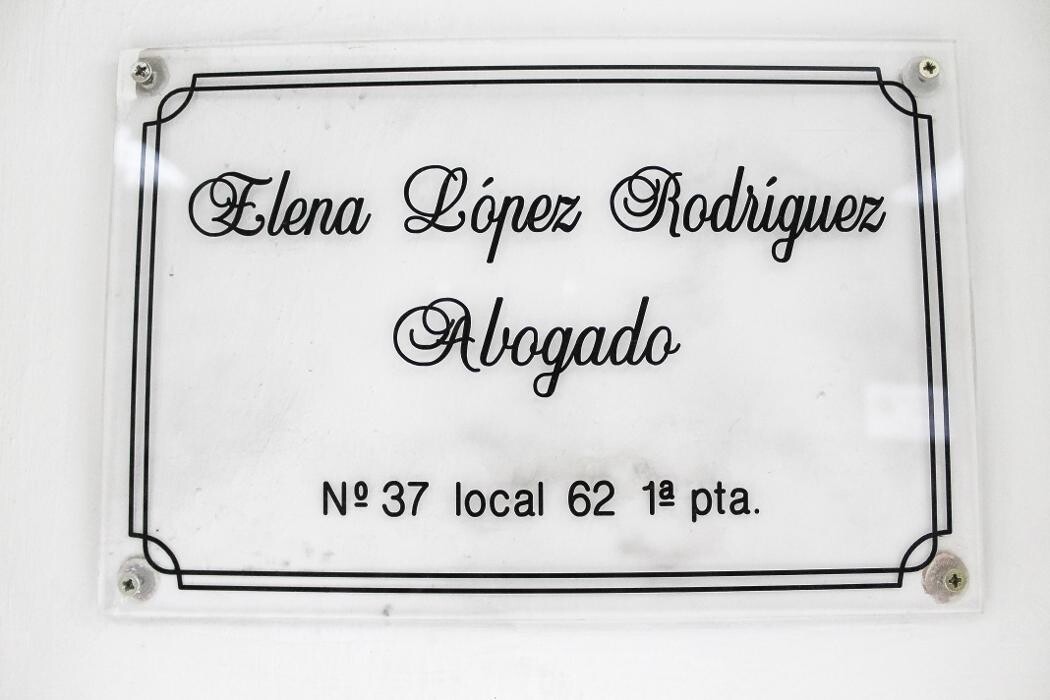 Elena López Rodríguez
Abogado
Nº 37 local 62 1ª pta.